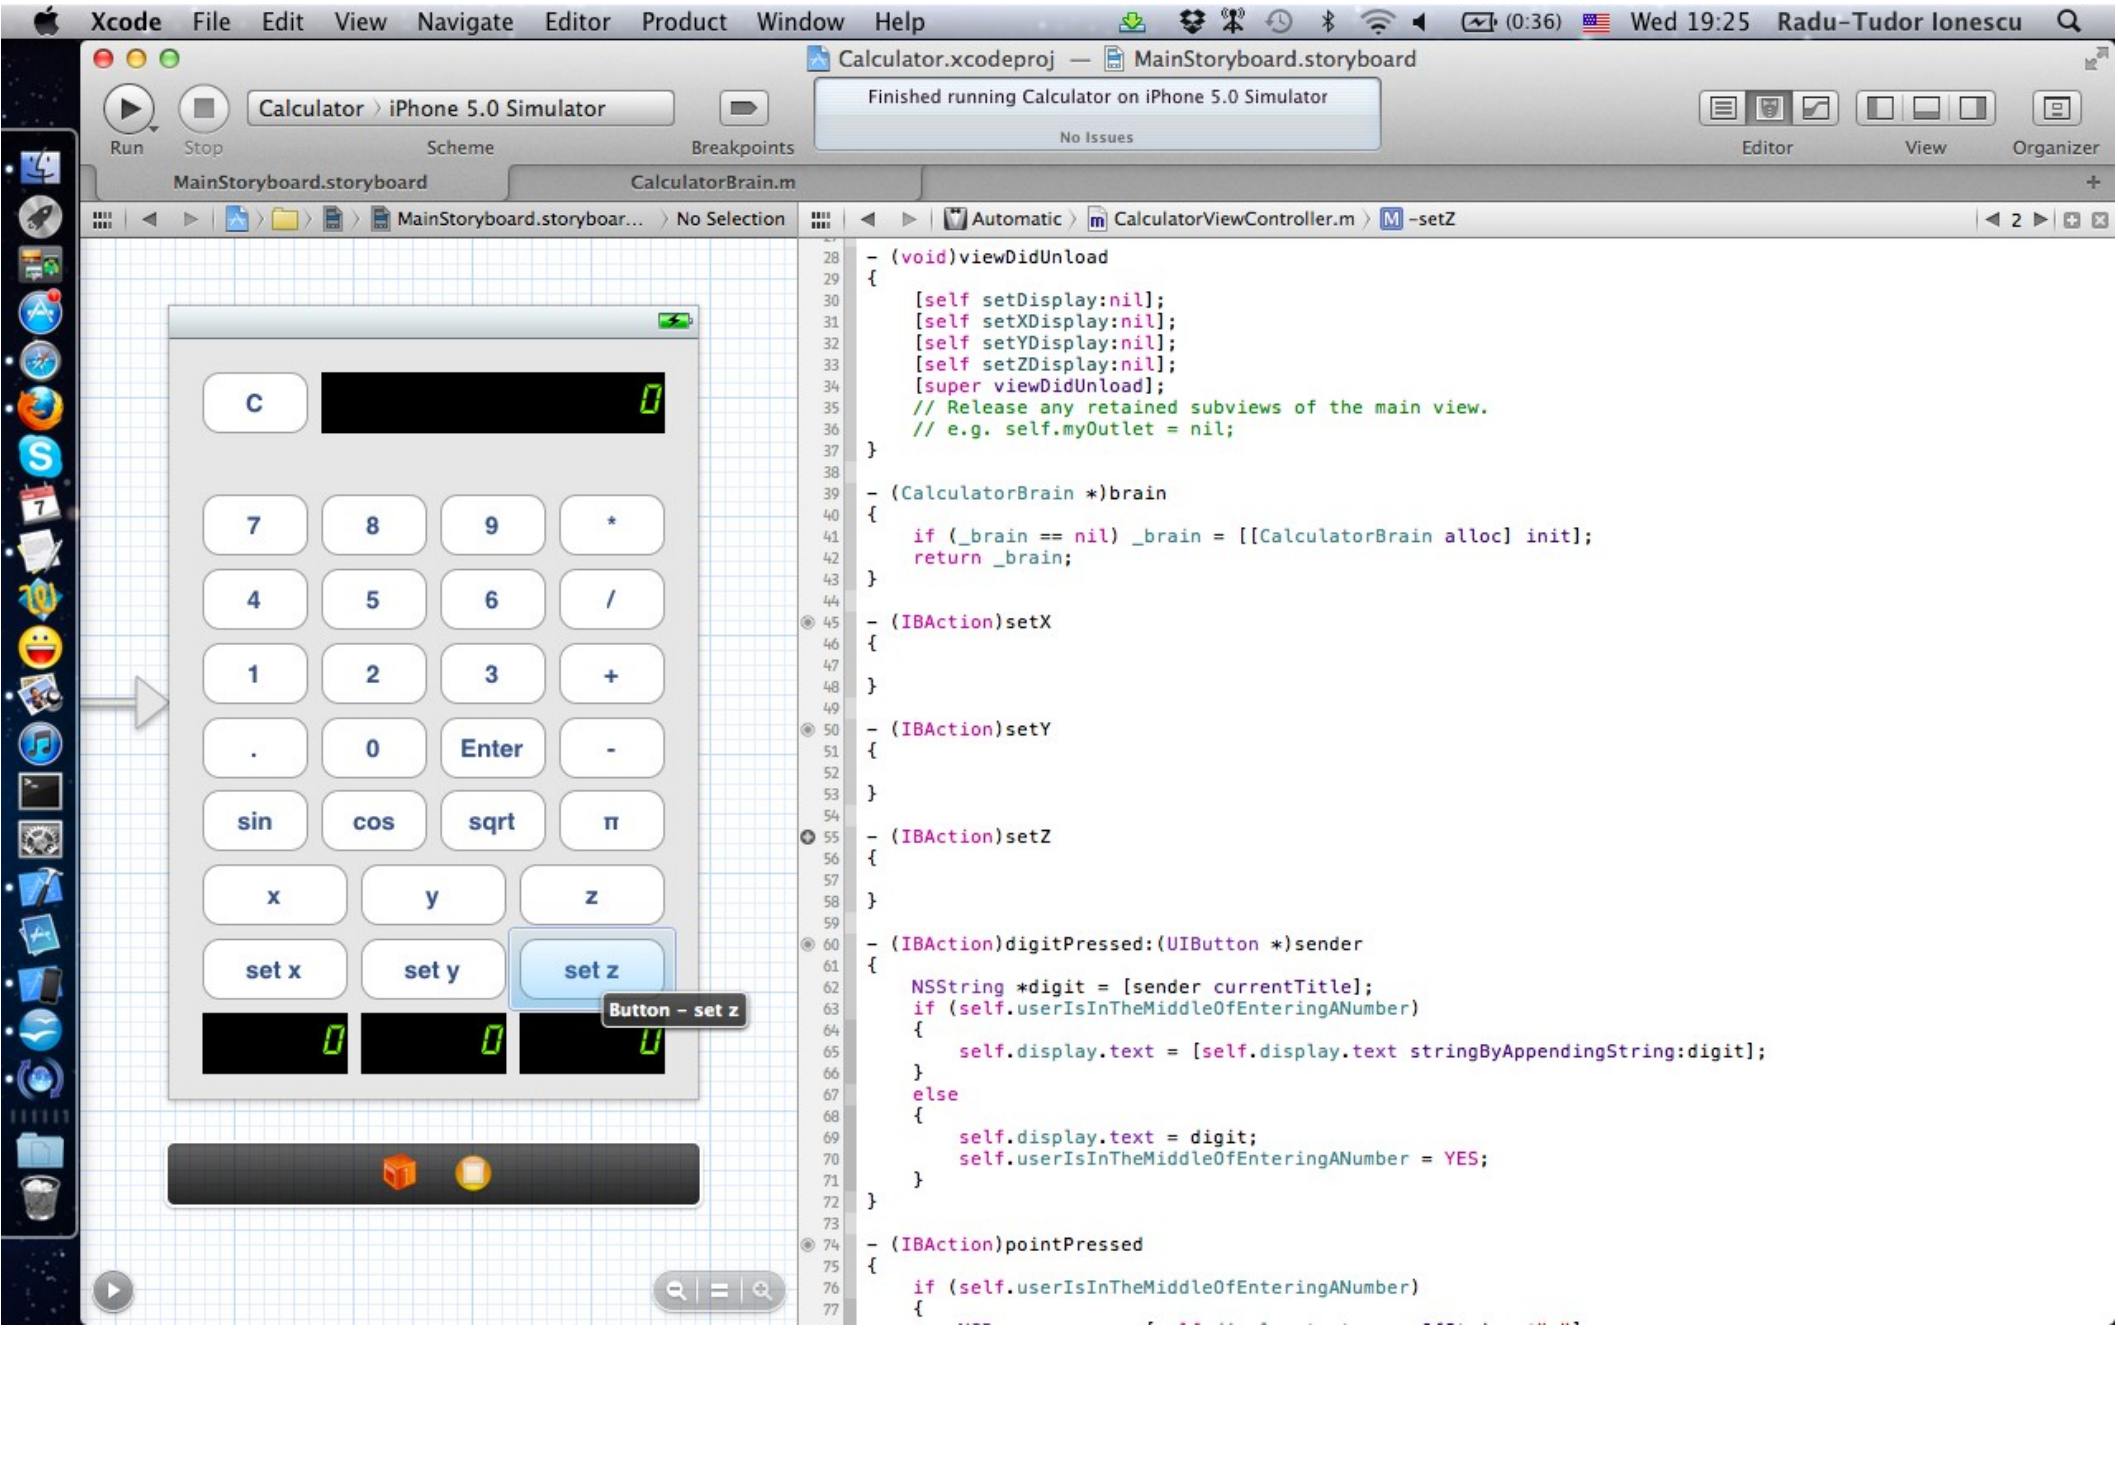 Xcode File Edit View Navigate Editor Product Window Help (0:36) Wed 19:25 Radu-Tudor Ionescu
Calculator.xcodeproj — MainStoryboard.storyboard
Calculator › iPhone 5.0 Simulator
Finished running Calculator on iPhone 5.0 Simulator
No Issues
Run Stop Scheme Breakpoints Editor View Organizer
MainStoryboard.storyboard CalculatorBrain.m
MainStoryboard.storyboar... No Selection
Automatic CalculatorViewController.m M -setZ 2
C 0
7 8 9 *
4 5 6 /
1 2 3 +
. 0 Enter -
sin cos sqrt π
x y z
set x set y set z
Button - set z
0 0 0
28 - (void)viewDidUnload
29 {
30 [self setDisplay:nil];
31 [self setXDisplay:nil];
32 [self setYDisplay:nil];
33 [self setZDisplay:nil];
34 [super viewDidUnload];
35 // Release any retained subviews of the main view.
36 // e.g. self.myOutlet = nil;
37 }
38
39 - (CalculatorBrain *)brain
40 {
41 if (_brain == nil) _brain = [[CalculatorBrain alloc] init];
42 return _brain;
43 }
44
45 - (IBAction)setX
46 {
47
48 }
49
50 - (IBAction)setY
51 {
52
53 }
54
55 - (IBAction)setZ
56 {
57
58 }
59
60 - (IBAction)digitPressed:(UIButton *)sender
61 {
62 NSString *digit = [sender currentTitle];
63 if (self.userIsInTheMiddleOfEnteringANumber)
64 {
65 self.display.text = [self.display.text stringByAppendingString:digit];
66 }
67 else
68 {
69 self.display.text = digit;
70 self.userIsInTheMiddleOfEnteringANumber = YES;
71 }
72 }
73
74 - (IBAction)pointPressed
75 {
76 if (self.userIsInTheMiddleOfEnteringANumber)
77 {